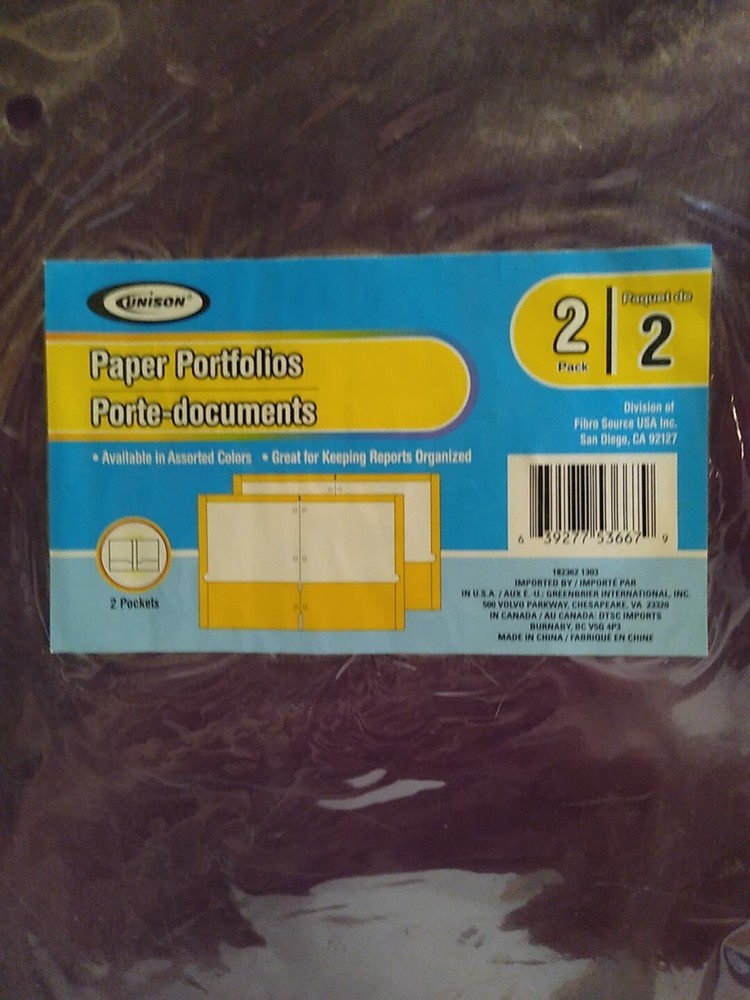 UNISON®
2
Pack
Paquet de
2
Paper Portfolios
Porte-documents
• Available in Assorted Colors • Great for Keeping Reports Organized
Division of
Fibro Source USA Inc.
San Diego, CA 92127
6 39277 53667 9
2 Pockets
182362 1303
IMPORTED BY / IMPORTÉ PAR
IN U.S.A. / AUX É.-U.: GREENBRIER INTERNATIONAL, INC.
500 VOLVO PARKWAY, CHESAPEAKE, VA 23320
IN CANADA / AU CANADA: DTSC IMPORTS
BURNABY, BC V5G 4P3
MADE IN CHINA / FABRIQUÉ EN CHINE